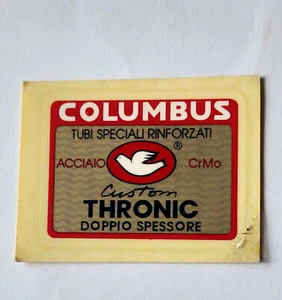 COLUMBUS
TUBI SPECIALI RINFORZATI
®
ACCIAIO CrMo
Custom
THRONIC
DOPPIO SPESSORE